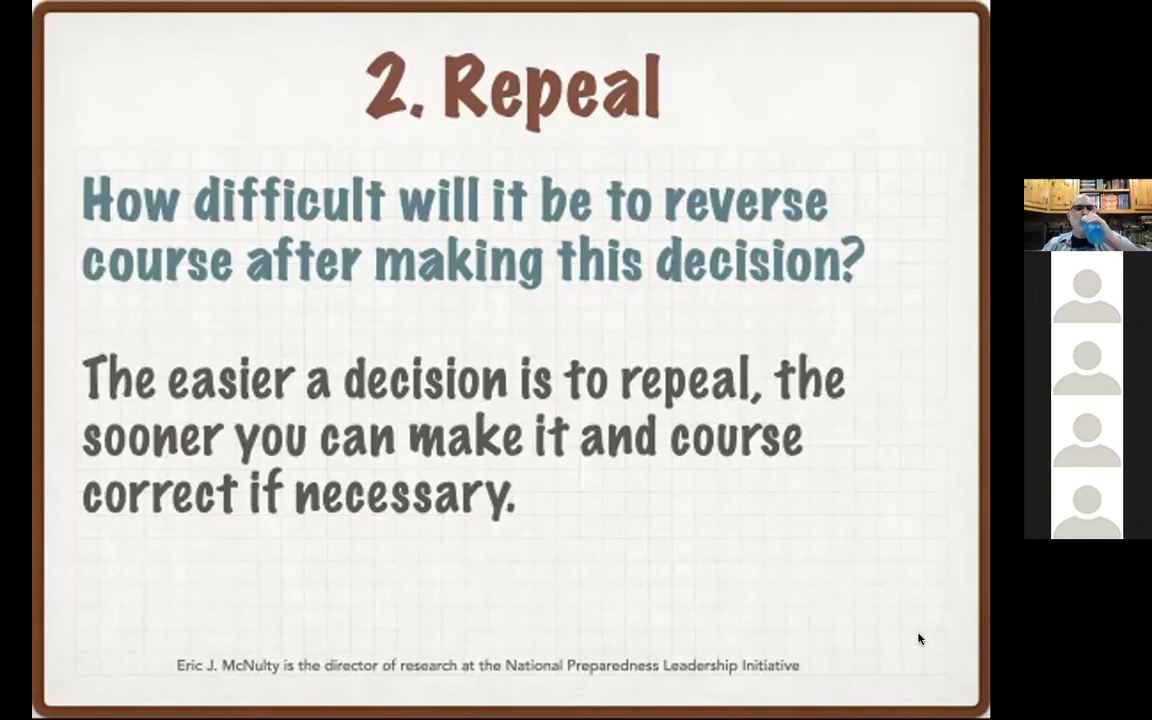 2. Repeal
How difficult will it be to reverse
course after making this decision?
The easier a decision is to repeal, the
sooner you can make it and course
correct if necessary.
Eric J. McNulty is the director of research at the National Preparedness Leadership Initiative